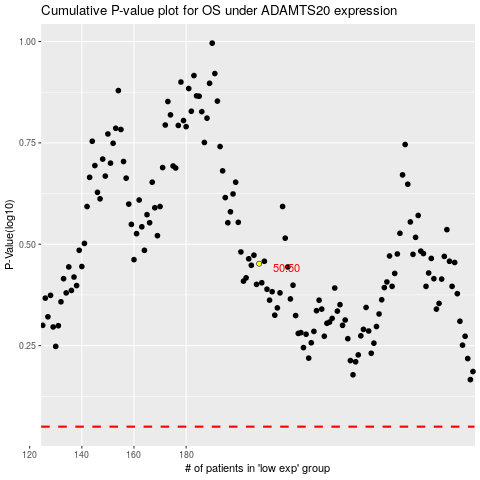 Cumulative P-value plot for OS under ADAMTS20 expression
P-Value(log10)
1.00
0.75
0.50
0.25
50:50
120 140 160 180
# of patients in 'low exp' group